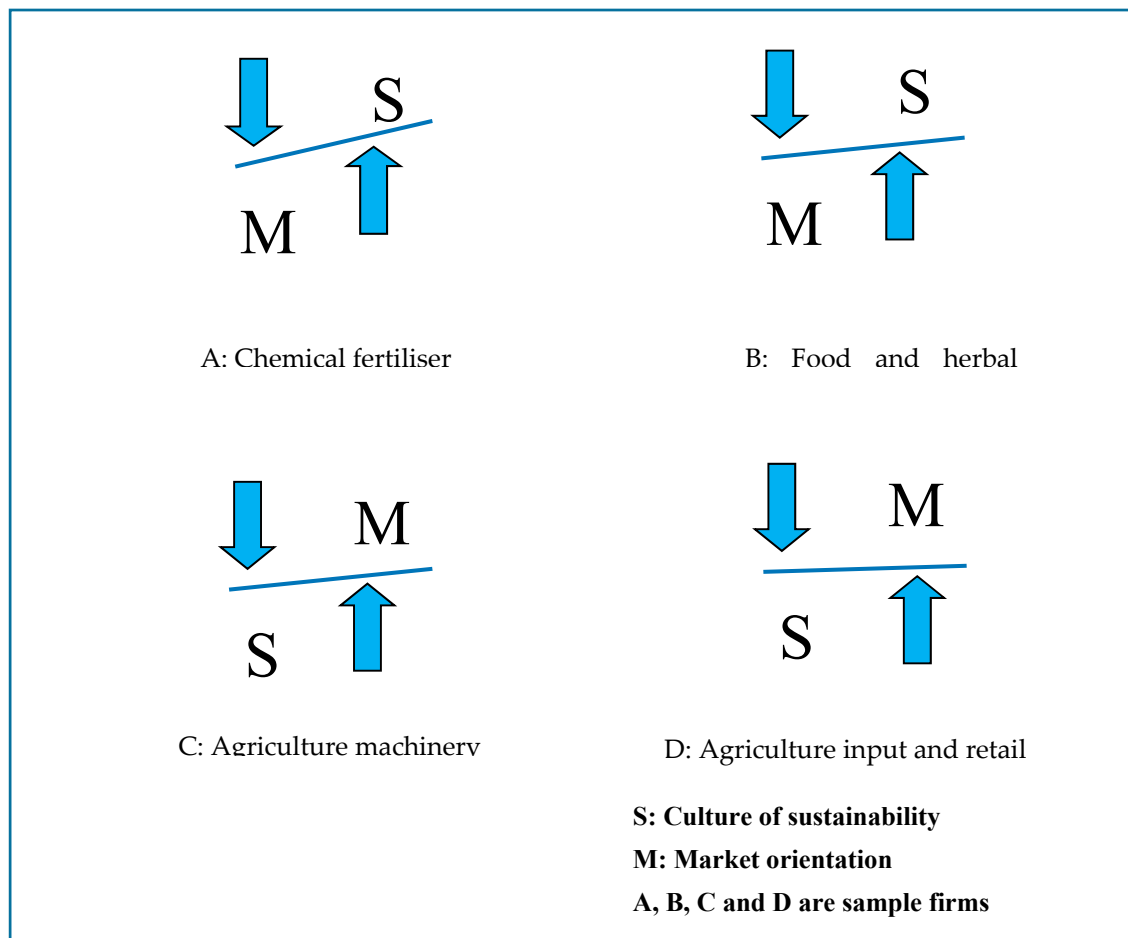 S
M
A: Chemical fertiliser
S
M
B: Food and herbal
M
S
C: Agriculture machinery
M
S
D: Agriculture input and retail
S: Culture of sustainability
M: Market orientation
A, B, C and D are sample firms